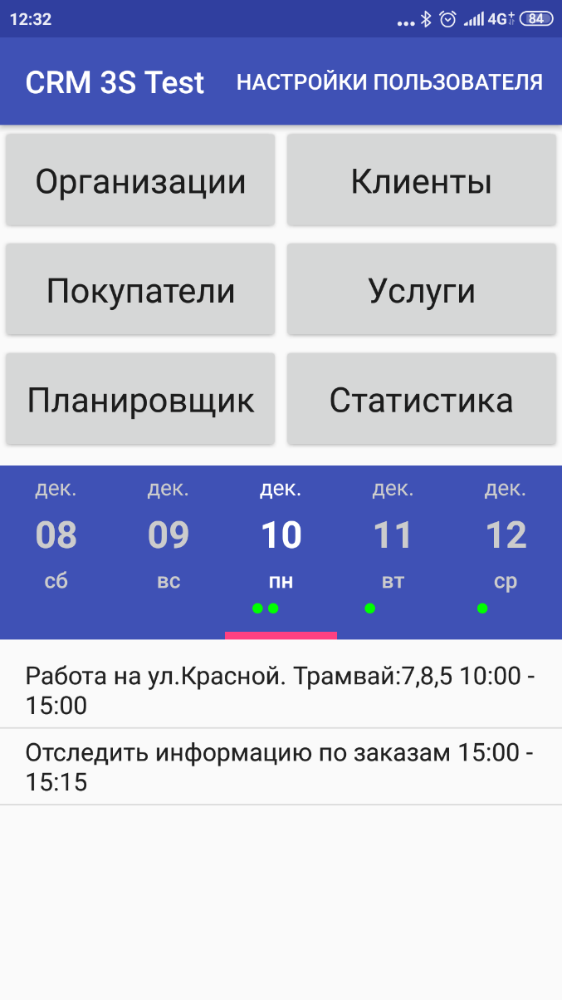 12:32 ... 4G+ 84
CRM 3S Test НАСТРОЙКИ ПОЛЬЗОВАТЕЛЯ
Организации Клиенты
Покупатели Услуги
Планировщик Статистика
дек. дек. дек. дек. дек.
08 09 10 11 12
сб вс пн вт ср
Работа на ул.Красной. Трамвай:7,8,5 10:00 -
15:00
Отследить информацию по заказам 15:00 -
15:15